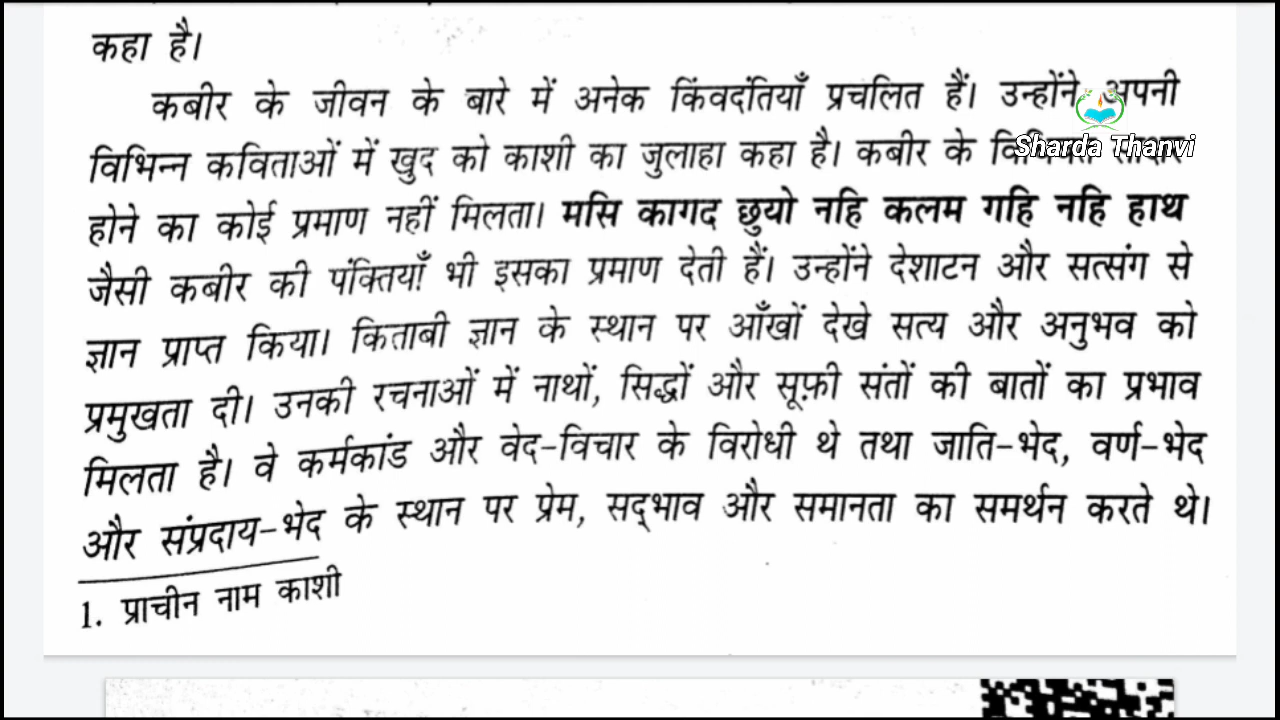 कहा है।
कबीर के जीवन के बारे में अनेक किंवदंतियाँ प्रचलित हैं। उन्होंने अपनी
विभिन्न कविताओं में खुद को काशी का जुलाहा कहा है। कबीर के
Sharda Thanvi
होने का कोई प्रमाण नहीं मिलता। मसि कागद छुयो नहि कलम गहि नहि हाथ
जैसी कबीर की पंक्तियाँ भी इसका प्रमाण देती हैं। उन्होंने देशाटन और सत्संग से
ज्ञान प्राप्त किया। किताबी ज्ञान के स्थान पर आँखों देखे सत्य और अनुभव को
प्रमुखता दी। उनकी रचनाओं में नाथों, सिद्धों और सूफ़ी संतों की बातों का प्रभाव
मिलता है। वे कर्मकांड और वेद-विचार के विरोधी थे तथा जाति-भेद, वर्ण-भेद
और संप्रदाय-भेद के स्थान पर प्रेम, सद्‌भाव और समानता का समर्थन करते थे।
1. प्राचीन नाम काशी